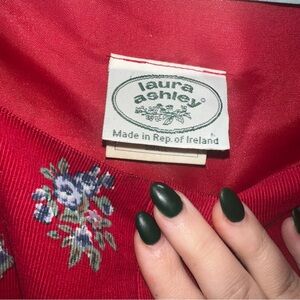 laura
ashley
Made in Rep. of Ireland